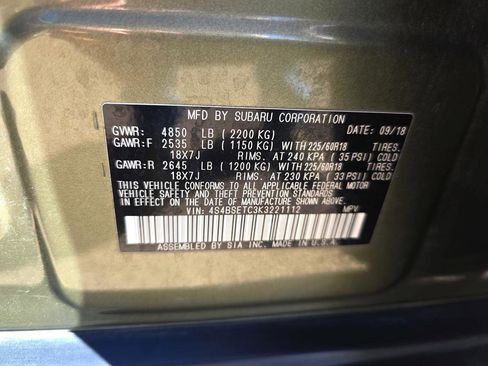 MFD BY SUBARU CORPORATION
GVWR: 4850 LB (2200 KG) DATE: 09/18
GAWR:F 2535 LB (1150 KG) WITH 225/60R18 TIRES.
18X7J RIMS. AT 240 KPA (35 PSI) COLD
GAWR:R 2645 LB (1200 KG) WITH 225/60R18 TIRES.
18X7J RIMS. AT 230 KPA (33 PSI) COLD
THIS VEHICLE CONFORMS TO ALL APPLICABLE FEDERAL MOTOR
VEHICLE SAFETY, BUMPER, AND THEFT PREVENTION STANDARDS
IN EFFECT ON THE DATE OF MANUFACTURE SHOWN ABOVE.
VIN: 4S4BSETC3K3221112 MPV
ASSEMBLED BY SIA INC. MADE IN U.S.A.